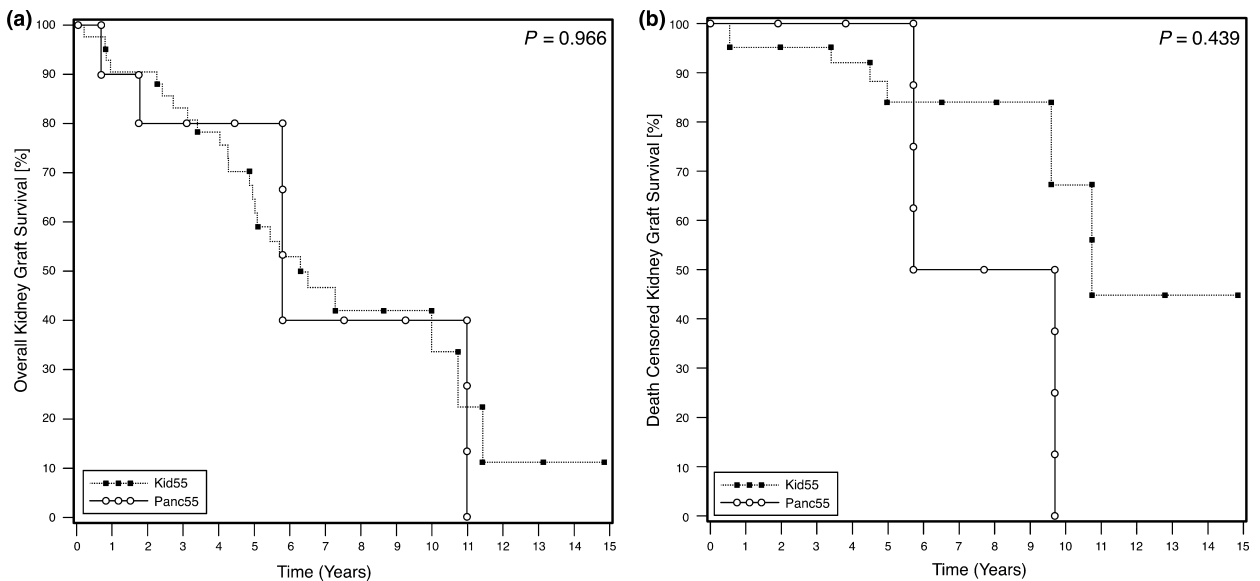 (a)
P = 0.966
Overall Kidney Graft Survival [%]
100
90
80
70
60
50
40
30
20
10
0
Kid55
Panc55
0 1 2 3 4 5 6 7 8 9 10 11 12 13 14 15
Time (Years)
(b)
P = 0.439
Death Censored Kidney Graft Survival [%]
100
90
80
70
60
50
40
30
20
10
0
Kid55
Panc55
0 1 2 3 4 5 6 7 8 9 10 11 12 13 14 15
Time (Years)